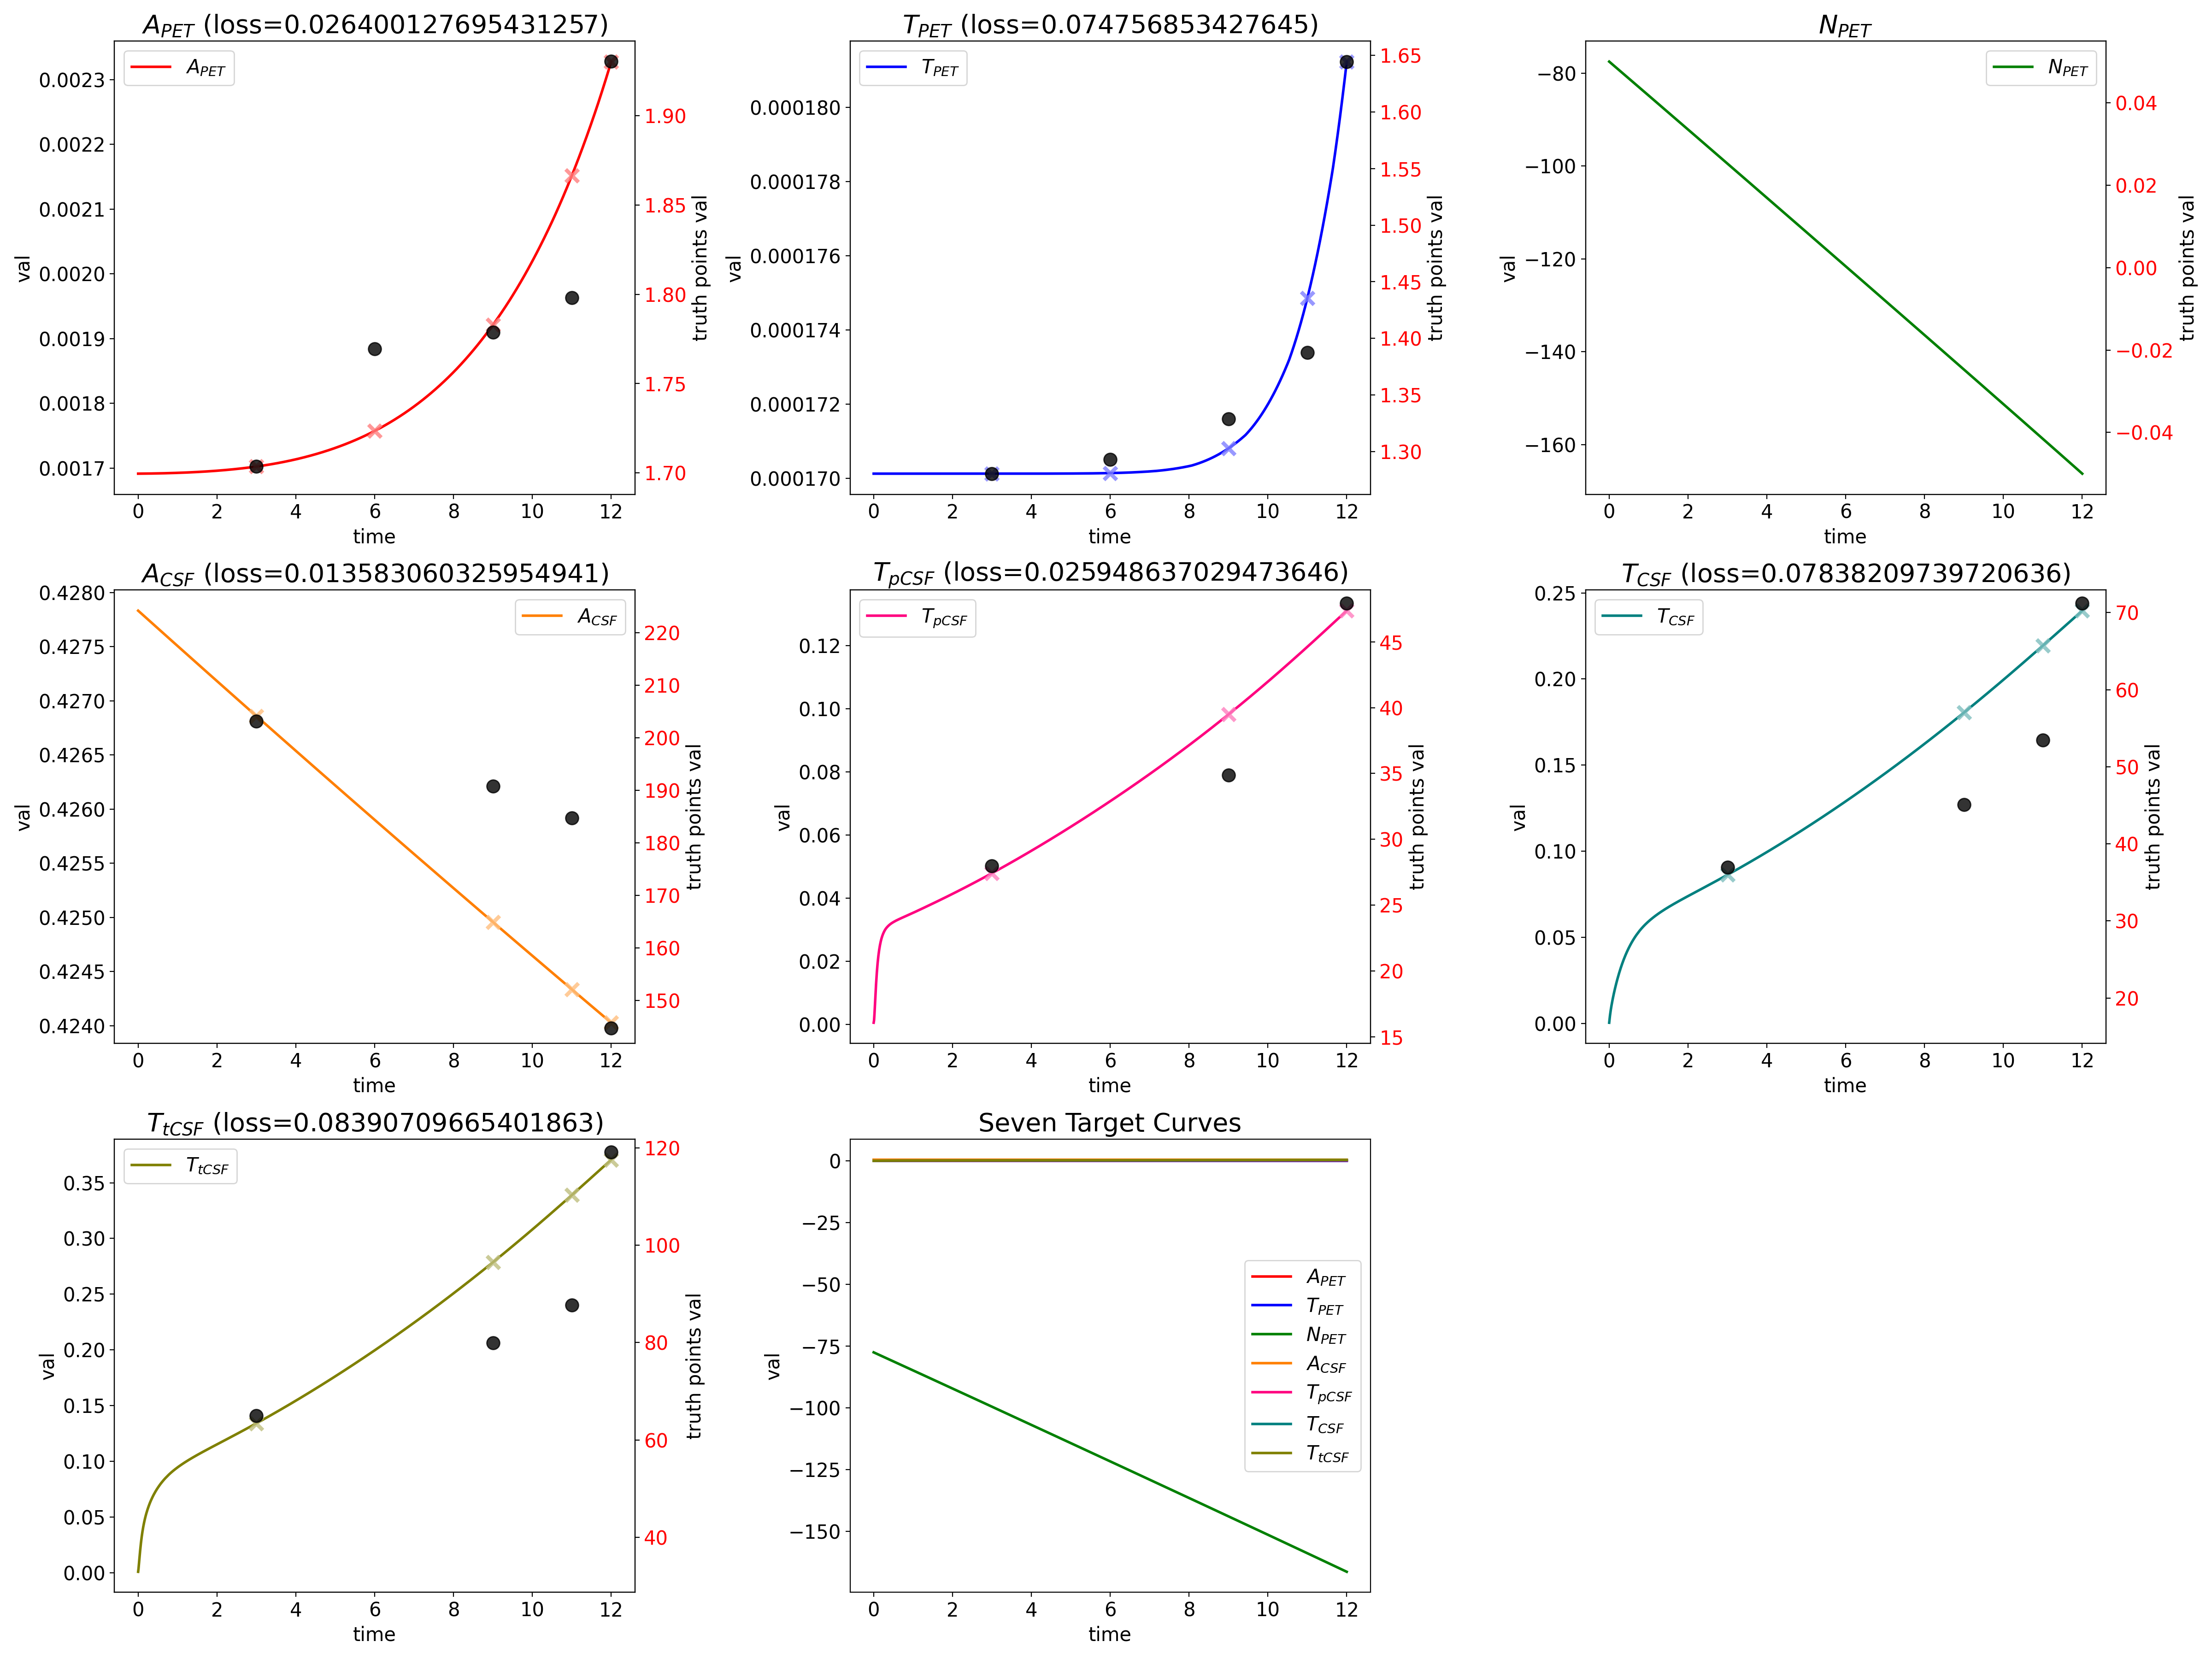 A_PET (loss=0.026400127695431257)
A_PET
0.0023
0.0022
0.0021
0.0020
0.0019
0.0018
0.0017
val
1.90
1.85
1.80
1.75
1.70
truth points val
0 2 4 6 8 10 12
time
T_PET (loss=0.074756853427645)
T_PET
0.000180
0.000178
0.000176
0.000174
0.000172
0.000170
val
1.65
1.60
1.55
1.50
1.45
1.40
1.35
1.30
truth points val
0 2 4 6 8 10 12
time
N_PET
N_PET
−80
−100
−120
−140
−160
val
0.04
0.02
0.00
−0.02
−0.04
truth points val
0 2 4 6 8 10 12
time
A_CSF (loss=0.013583060325954941)
A_CSF
0.4280
0.4275
0.4270
0.4265
0.4260
0.4255
0.4250
0.4245
0.4240
val
220
210
200
190
180
170
160
150
truth points val
0 2 4 6 8 10 12
time
T_pCSF (loss=0.025948637029473646)
T_pCSF
0.12
0.10
0.08
0.06
0.04
0.02
0.00
val
45
40
35
30
25
20
15
truth points val
0 2 4 6 8 10 12
time
T_CSF (loss=0.07838209739720636)
T_CSF
0.25
0.20
0.15
0.10
0.05
0.00
val
70
60
50
40
30
20
truth points val
0 2 4 6 8 10 12
time
T_tCSF (loss=0.08390709665401863)
T_tCSF
0.35
0.30
0.25
0.20
0.15
0.10
0.05
0.00
val
120
100
80
60
40
truth points val
0 2 4 6 8 10 12
time
Seven Target Curves
0
−25
−50
−75
−100
−125
−150
val
A_PET
T_PET
N_PET
A_CSF
T_pCSF
T_CSF
T_tCSF
0 2 4 6 8 10 12
time